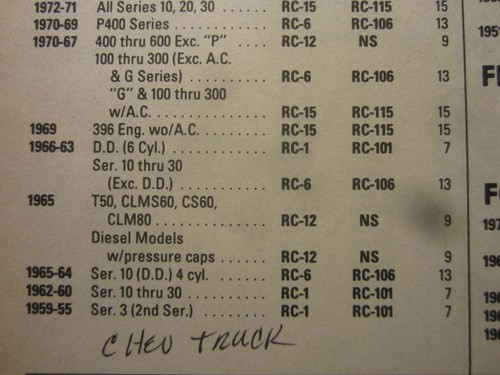 1972-71 All Series 10, 20, 30 ....... RC-15 RC-115 15
1970-69 P400 Series ............. RC-6 RC-106 13
1970-67 400 thru 600 Exc. "P" .... RC-12 NS 9
100 thru 300 (Exc. A.C.
& G Series) ............. RC-6 RC-106 13
"G" & 100 thru 300
w/A.C. ................. RC-15 RC-115 15
1969 396 Eng. wo/A.C. ......... RC-15 RC-115 15
1966-63 D.D. (6 Cyl.) ............. RC-1 RC-101 7
Ser. 10 thru 30
(Exc. D.D.) ............. RC-6 RC-106 13
1965 T50, CLMS60, CS60,
CLM80 ................ RC-12 NS 9
Diesel Models
w/pressure caps ....... RC-12 NS 9
1965-64 Ser. 10 (D.D.) 4 cyl. ...... RC-6 RC-106 13
1962-60 Ser. 10 thru 30 ........... RC-1 RC-101 7
1959-55 Ser. 3 (2nd Ser.) ......... RC-1 RC-101 7
CHEV TRUCK